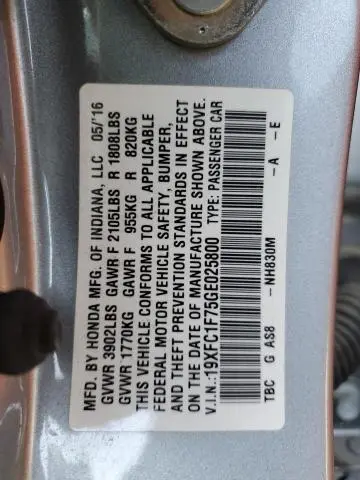 MFD. BY HONDA MFG. OF INDIANA, LLC 05/'16
GVWR 3902LBS GAWR F 2105LBS R 1808LBS
GVWR 1770KG GAWR F 955KG R 820KG
THIS VEHICLE CONFORMS TO ALL APPLICABLE
FEDERAL MOTOR VEHICLE SAFETY, BUMPER,
AND THEFT PREVENTION STANDARDS IN EFFECT
ON THE DATE OF MANUFACTURE SHOWN ABOVE.
V.I.N.:19XFC1F75GE025800 TYPE: PASSENGER CAR
TBC G AS8 -NH830M -A -E